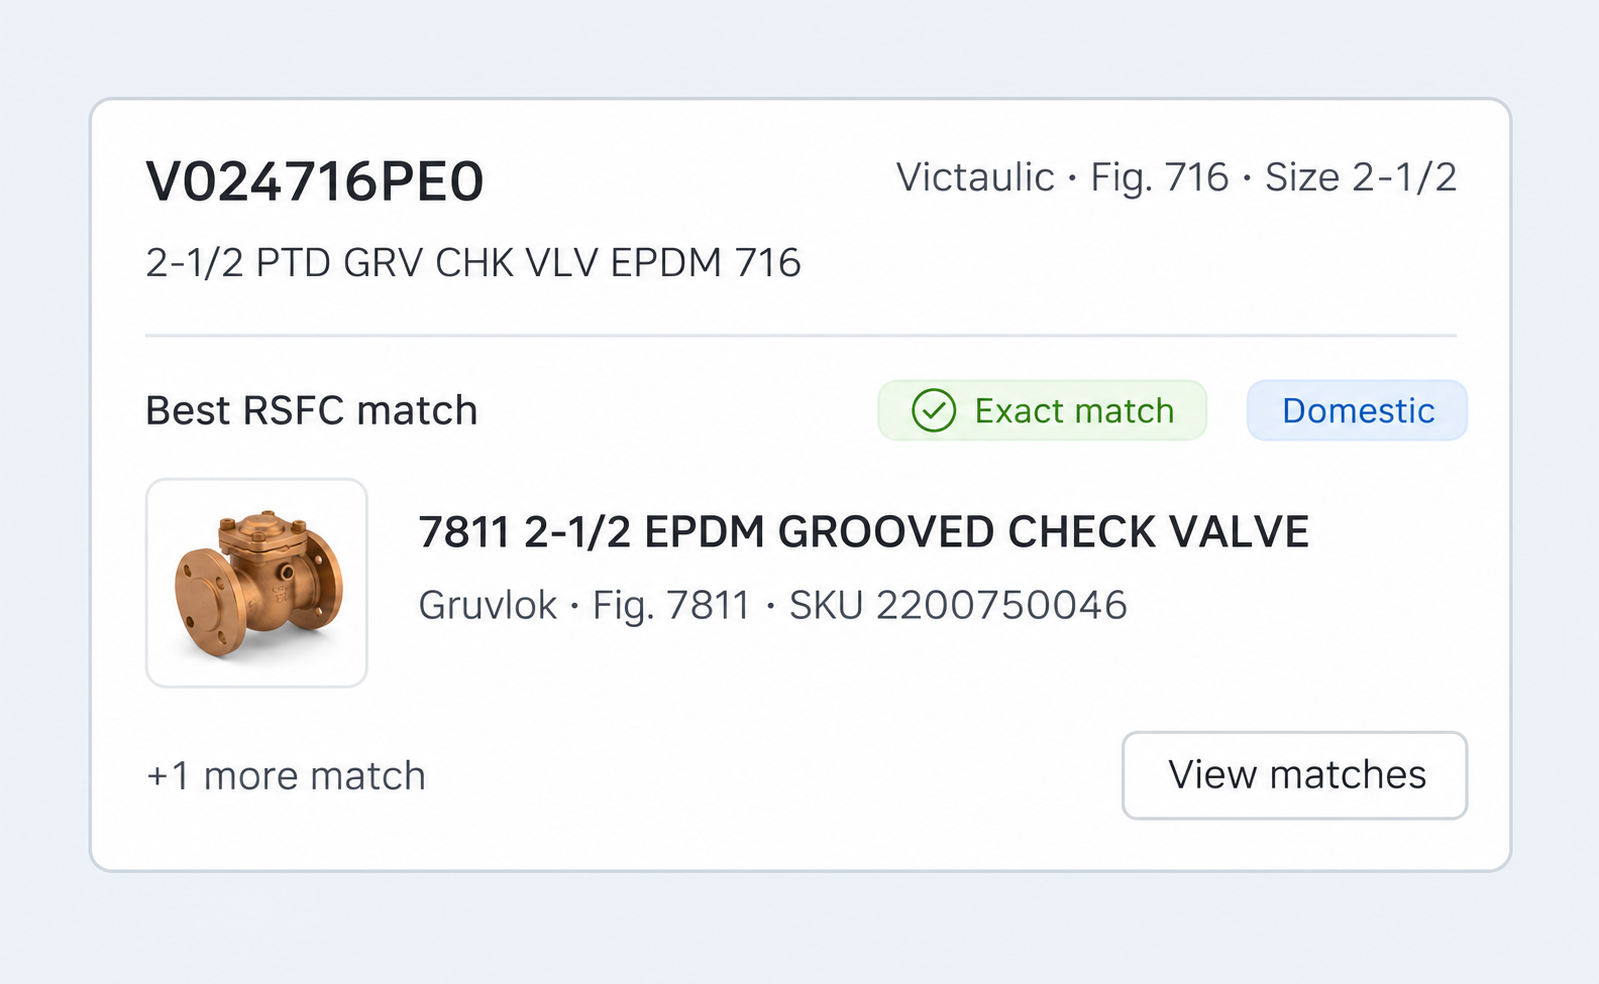 V024716PE0
Victaulic · Fig. 716 · Size 2-1/2
2-1/2 PTD GRV CHK VLV EPDM 716
Best RSFC match
Exact match
Domestic
7811 2-1/2 EPDM GROOVED CHECK VALVE
Gruvlok · Fig. 7811 · SKU 2200750046
+1 more match
View matches